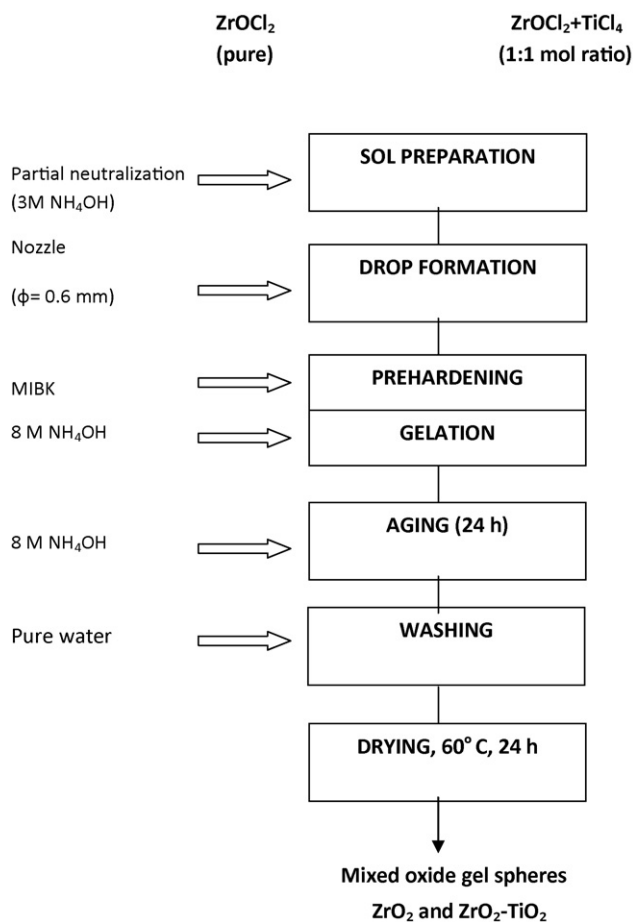 ZrOCl₂
(pure)
ZrOCl₂+TiCl₄
(1:1 mol ratio)
SOL PREPARATION
Partial neutralization
(3M NH₄OH)
Nozzle
(ϕ= 0.6 mm)
DROP FORMATION
MIBK
PREHARDENING
8 M NH₄OH
GELATION
8 M NH₄OH
AGING (24 h)
Pure water
WASHING
DRYING, 60° C, 24 h
Mixed oxide gel spheres
ZrO₂ and ZrO₂-TiO₂